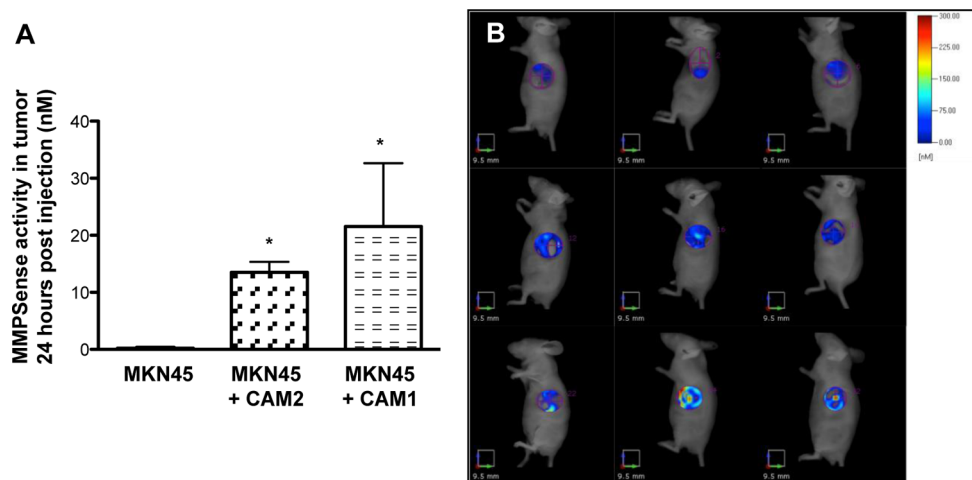 A
MMPSense activity in tumor
24 hours post injection (nM)
40
30
20
10
0
*
*
MKN45
MKN45
+ CAM2
MKN45
+ CAM1
B
300.00
225.00
150.00
75.00
0.00
[nM]
9.5 mm
9.5 mm
9.5 mm
9.5 mm
9.5 mm
9.5 mm
9.5 mm
9.5 mm
9.5 mm